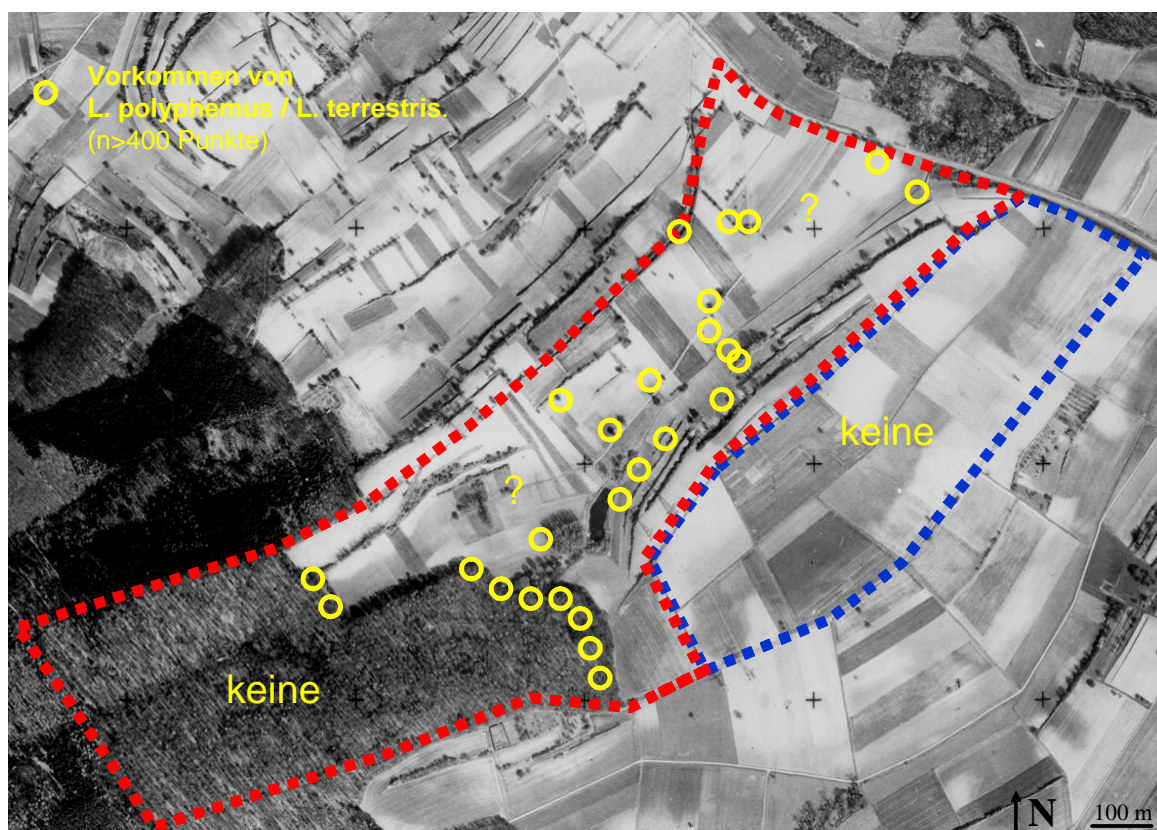 Vorkommen von
L. polyphemus / L. terrestris.
(n>400 Punkte)
?
keine
?
keine
N
100 m